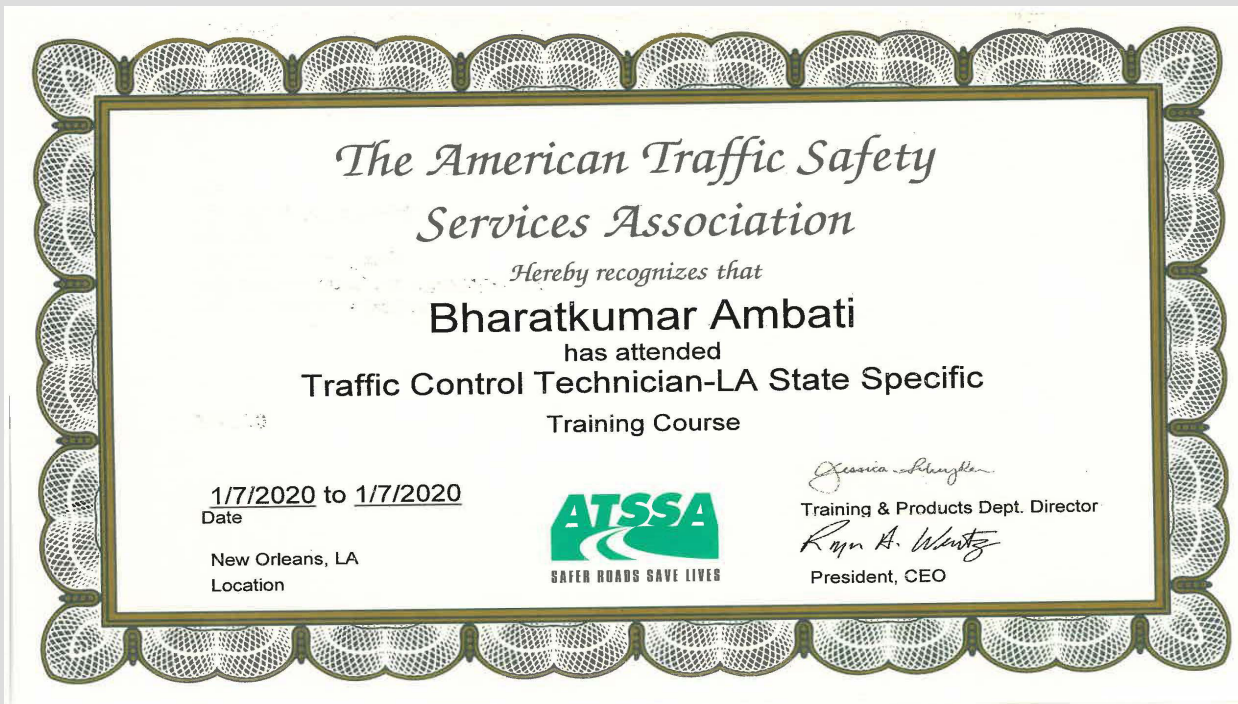 The American Traffic Safety
Services Association
Hereby recognizes that
Bharatkumar Ambati
has attended
Traffic Control Technician-LA State Specific
Training Course
1/7/2020 to 1/7/2020
Date
New Orleans, LA
Location
ATSSA
SAFER ROADS SAVE LIVES
Jessica
Training & Products Dept. Director
A. Wentz
President, CEO